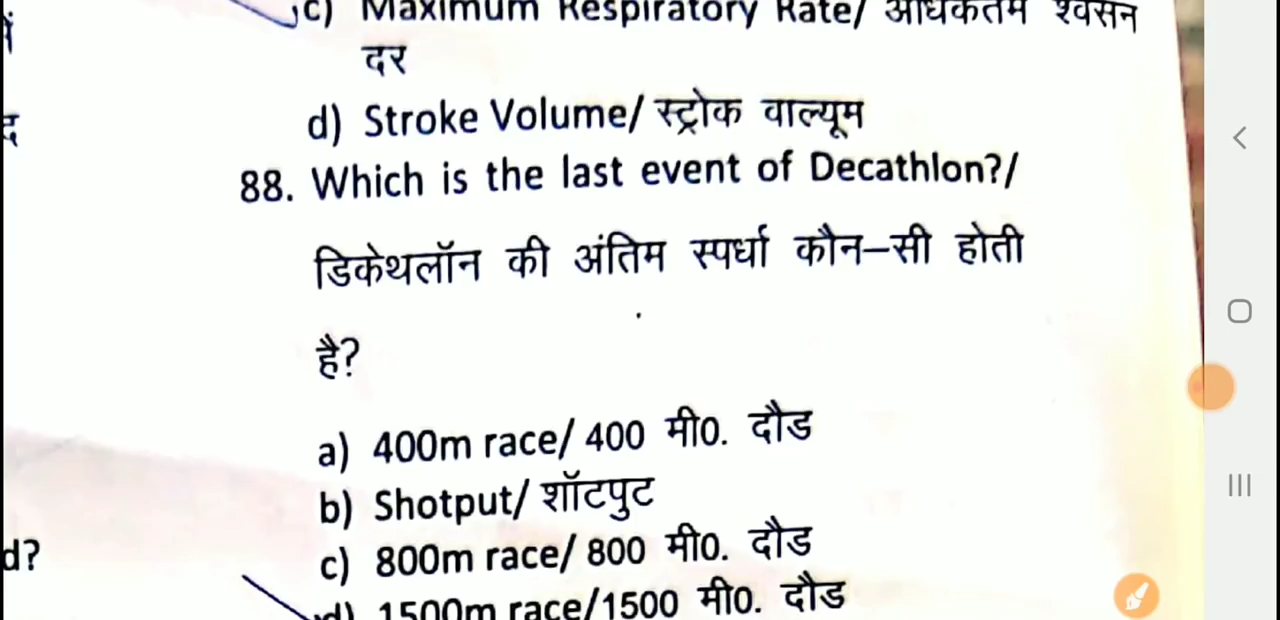 c) Maximum Respiratory Rate/ अधिकतम श्वसन
दर
d) Stroke Volume/ स्ट्रोक वाल्यूम
88. Which is the last event of Decathlon?/
डिकेथलॉन की अंतिम स्पर्धा कौन–सी होती
है?
a) 400m race/ 400 मी0. दौड
b) Shotput/ शॉटपुट
c) 800m race/ 800 मी0. दौड
d?
d) 1500m race/1500 मी0. दौड